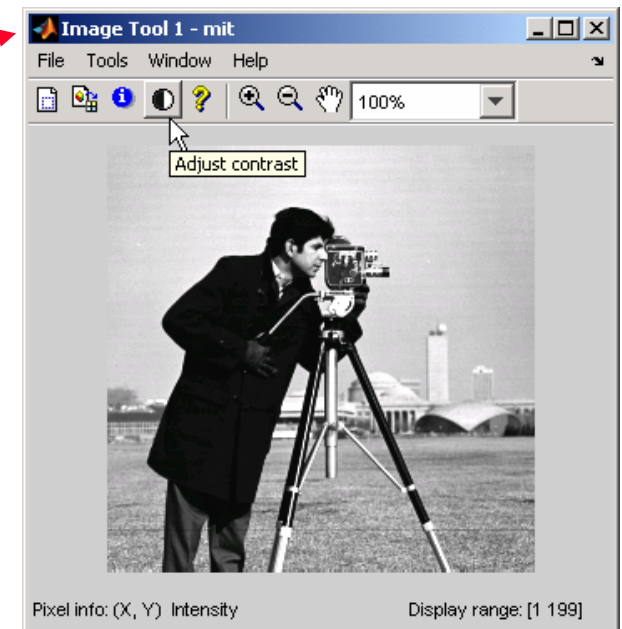 Image Tool 1 - mit
File Tools Window Help
100%
Adjust contrast
Pixel info: (X, Y) Intensity
Display range: [1 199]